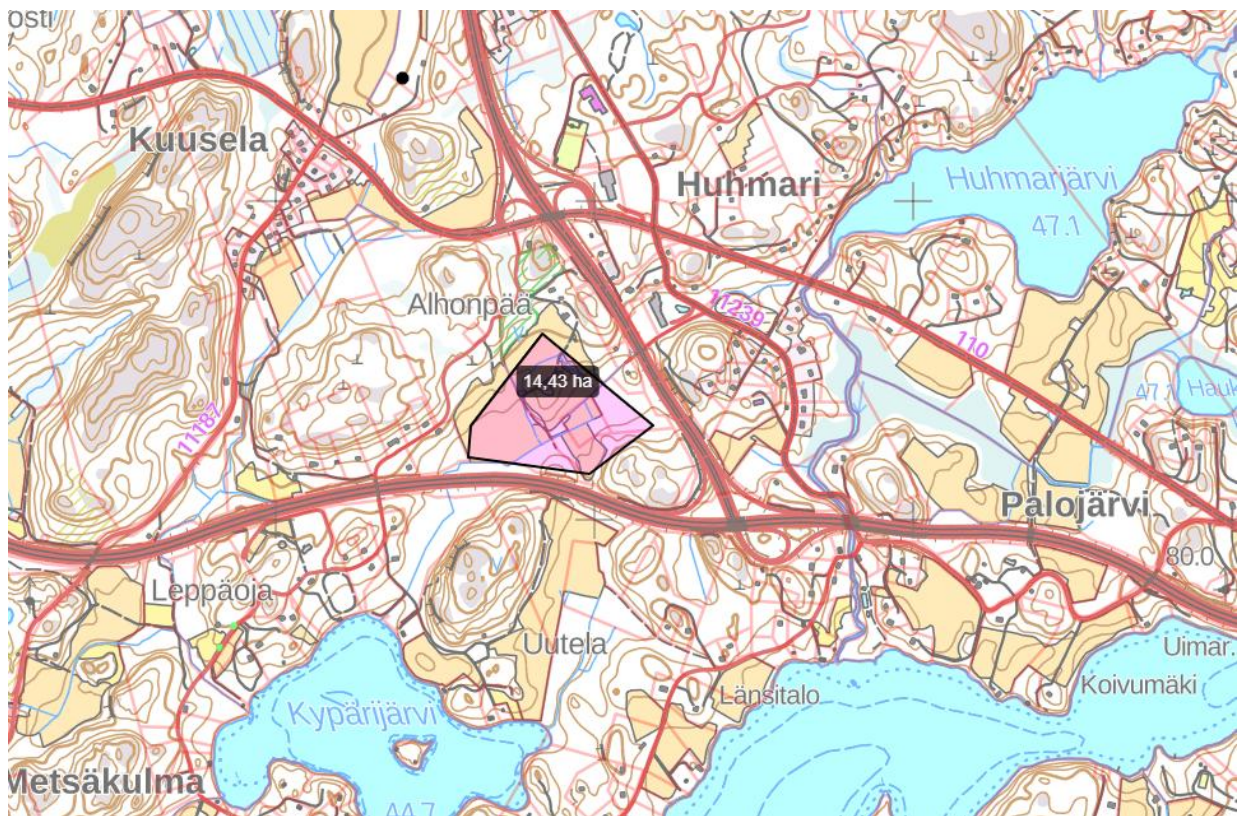 osti
Kuusela
Huhmari
Huhmarjärvi
47.1
Alhonpää
11239
110
14,43 ha
47.1
Hauk
11187
Palojärvi
80.0
Leppäoja
Uutela
Uimar.
Koivumäki
Länsitalo
Kypärijärvi
Metsäkulma
44.7